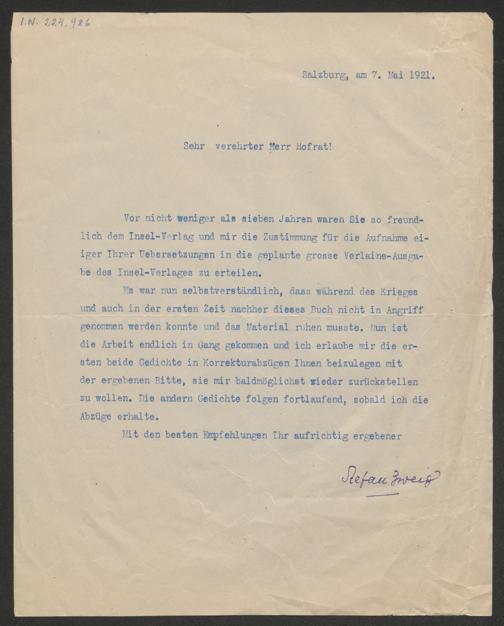 I.N. 224.986
Salzburg, am 7. Mai 1921.
Sehr verehrter Herr Hofrat!
Vor nicht weniger als sieben Jahren waren Sie so freund-
lich dem Insel-Verlag und mir die Zustimmung für die Aufnahme ei-
iger Ihrer Uebersetzungen in die geplante grosse Verlaine-Ausga-
be des Insel-Verlages zu erteilen.
Es war nun selbstverständlich, dass während des Krieges
und auch in der ersten Zeit nachher dieses Buch nicht in Angriff
genommen werden konnte und das Material ruhen musste. Nun ist
die Arbeit endlich in Gang gekommen und ich erlaube mir die er-
sten beide Gedichte in Korrekturabzügen Ihnen beizulegen mit
der ergebenen Bitte, sie mir baldmöglichst wieder zurückstellen
zu wollen. Die andern Gedichte folgen fortlaufend, sobald ich die
Abzüge erhalte.
Mit den besten Empfehlungen Ihr aufrichtig ergebener
Stefan Zweig